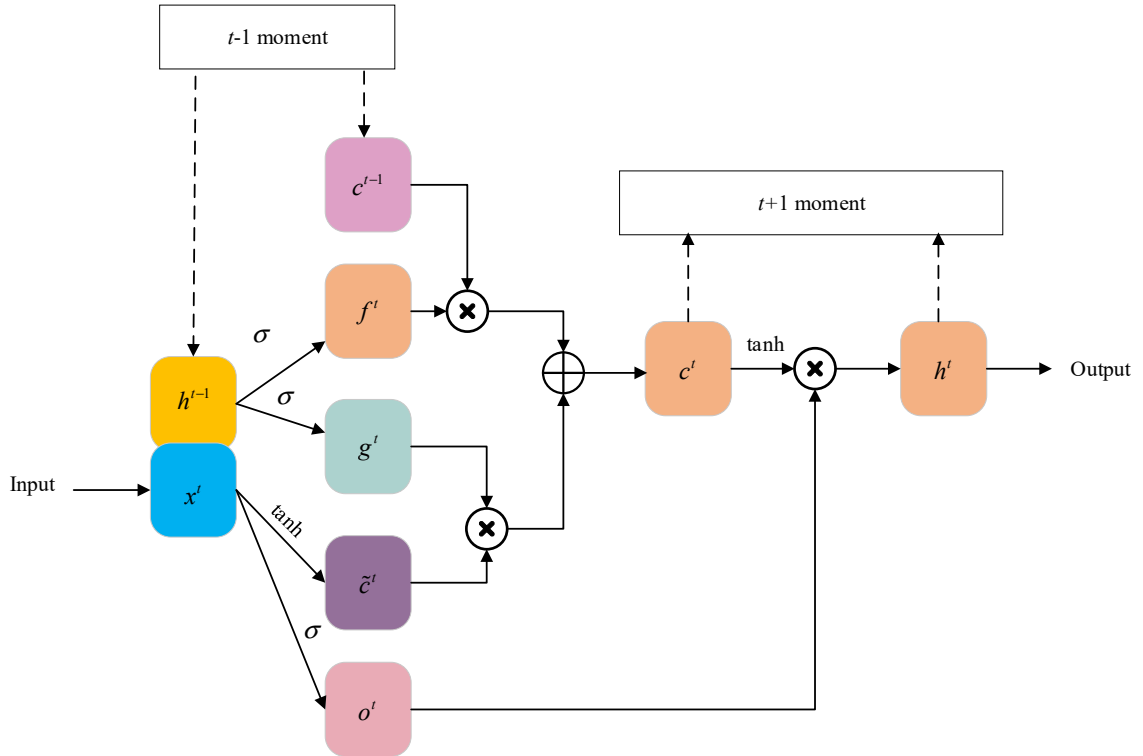 t-1 moment
c^{t-1}
t+1 moment
f^t
σ
tanh
c^t
h^t
Output
h^{t-1}
σ
g^t
Input
x^t
tanh
c̃^t
σ
o^t